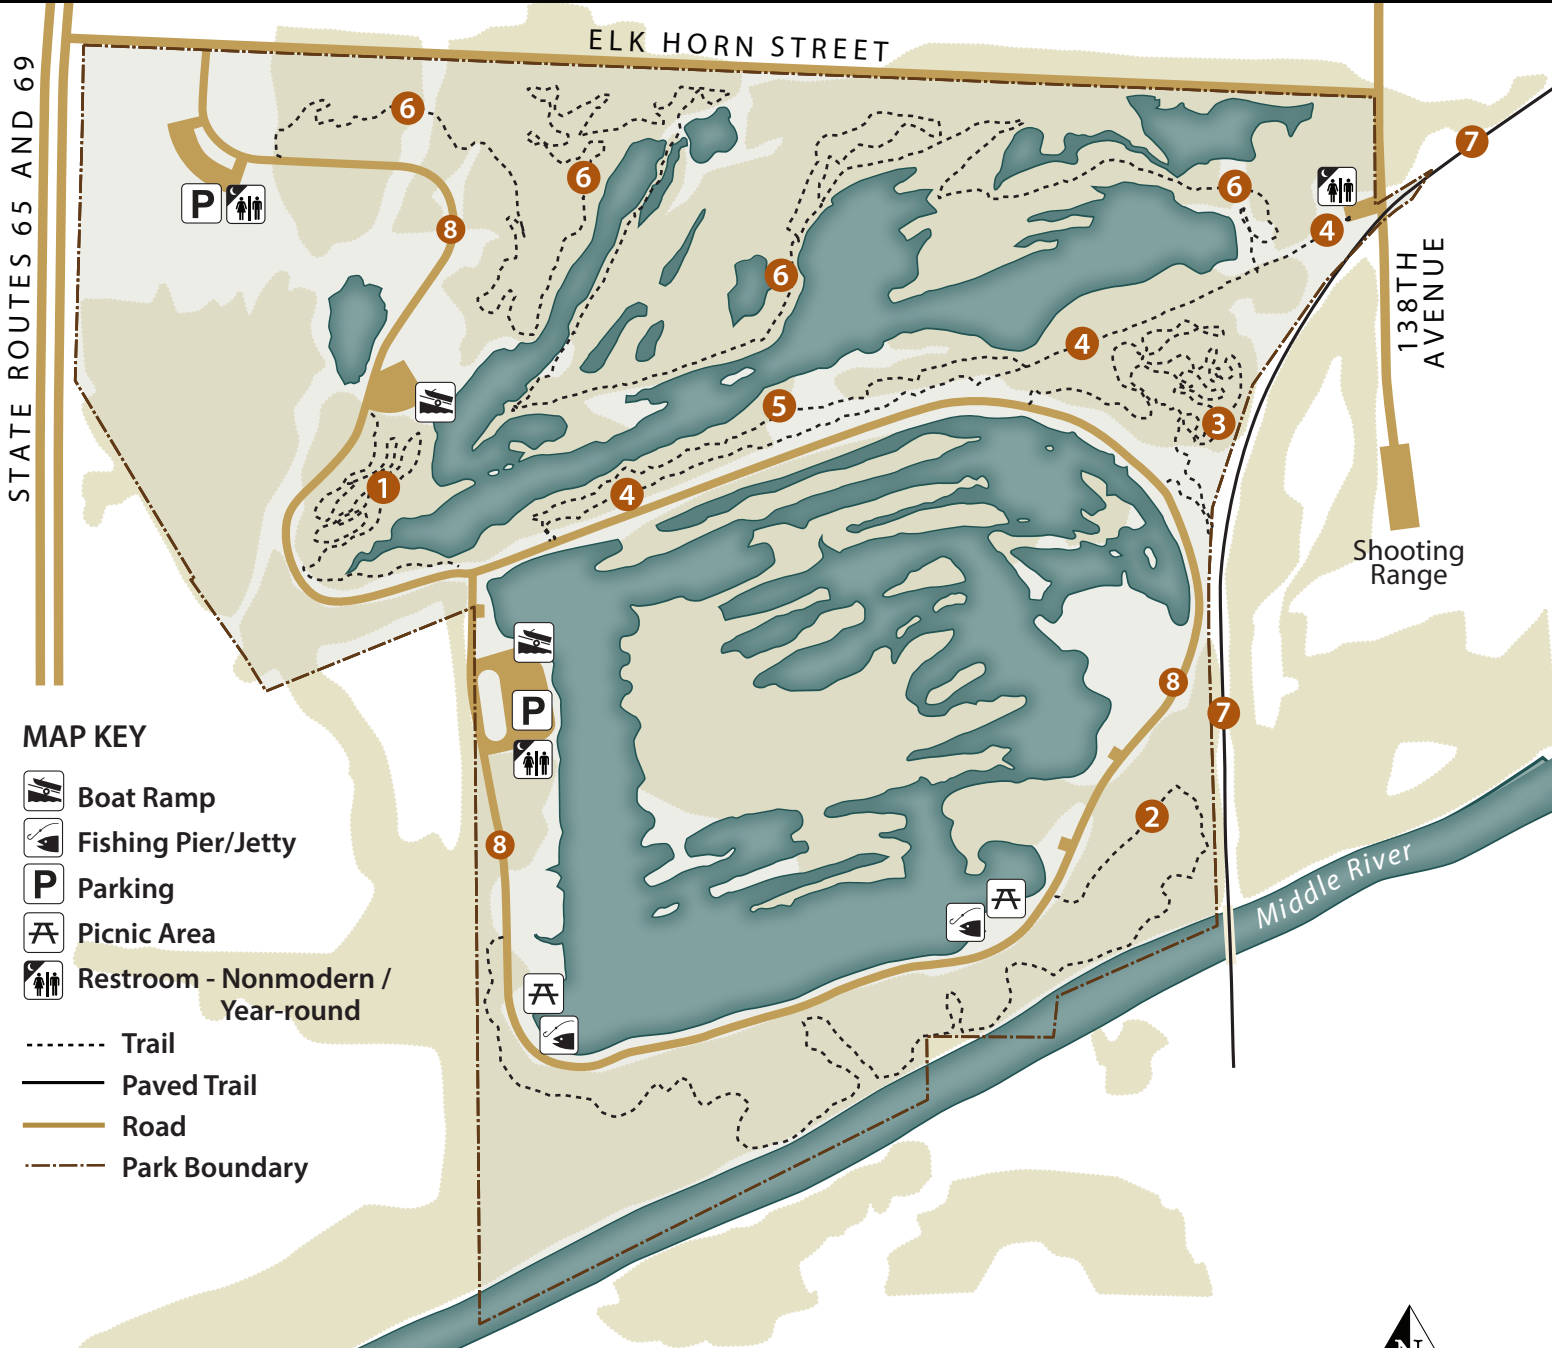 ELK HORN STREET
STATE ROUTES 65 AND 69
6
7
6
6
P
8
4
138TH
AVENUE
6
4
5
3
1
4
Shooting
Range
8
P
7
MAP KEY
Boat Ramp
2
8
Fishing Pier/Jetty
Middle River
P
Parking
Picnic Area
Restroom - Nonmodern /
Year-round
Trail
Paved Trail
Road
Park Boundary
N